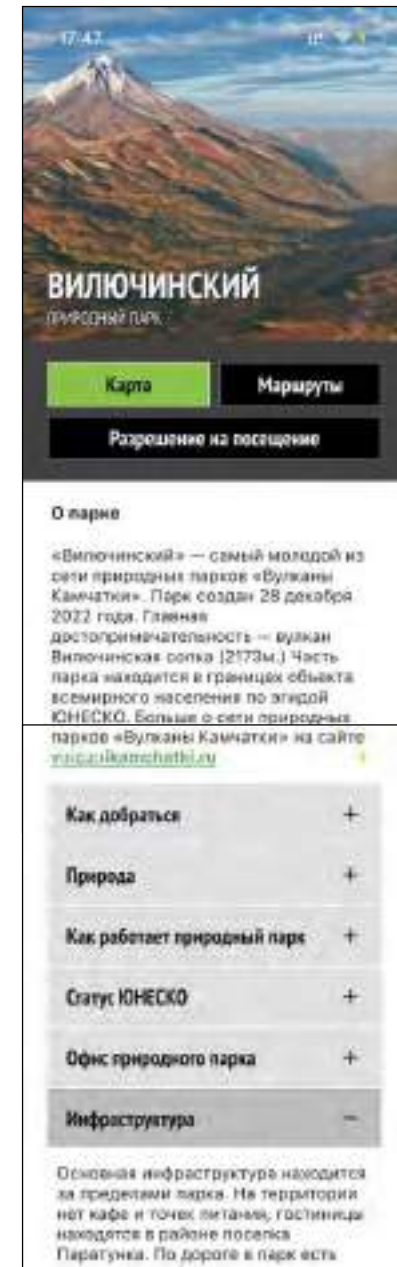 17:47
ВИЛЮЧИНСКИЙ
ПРИРОДНЫЙ ПАРК
Карта
Маршруты
Разрешение на посещение
О парке
«Вилючинский» — самый молодой из
сети природных парков «Вулканы
Камчатки». Парк создан 28 декабря
2022 года. Главная
достопримечательность — вулкан
Вилючинская сопка (2173м.) Часть
парка находится в границах объекта
всемирного населения по эгидой
ЮНЕСКО. Больше о сети природных
парков «Вулканы Камчатки» на сайте
vulcanikamchatki.ru
Как добраться +
Природа +
Как работает природный парк +
Статус ЮНЕСКО +
Офис природного парка +
Инфраструктура −
Основная инфраструктура находится
за пределами парка. На территории
нет кафе и точек питания, гостиницы
находятся в районе поселка
Паратунка. По дороге в парк есть